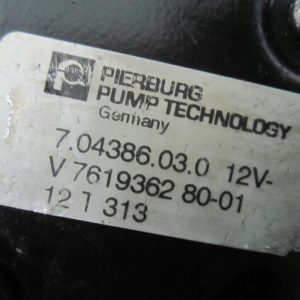 PIERBURG
PUMP TECHNOLOGY
Germany
7.04386.03.0 12V-
V 7619362 80-01
12 1 313